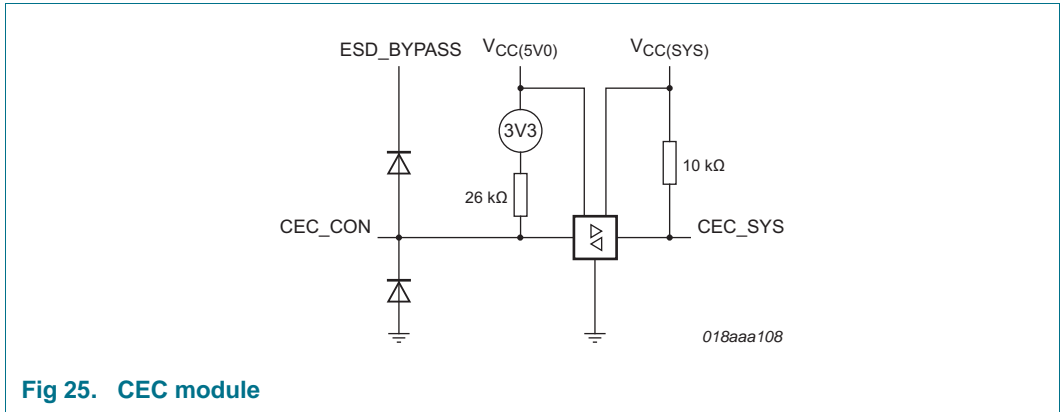 ESD_BYPASS
VCC(5V0)
VCC(SYS)
3V3
10 kΩ
26 kΩ
CEC_CON
CEC_SYS
018aaa108
Fig 25. CEC module